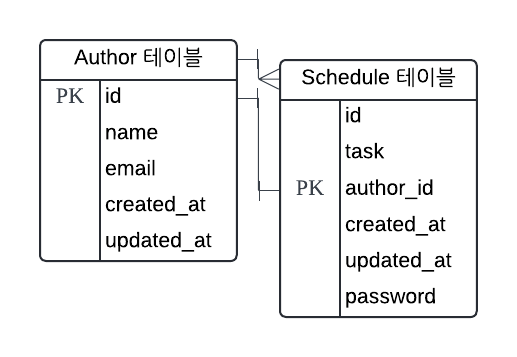 Author 테이블
PK id
name
email
created_at
updated_at
Schedule 테이블
id
task
PK author_id
created_at
updated_at
password